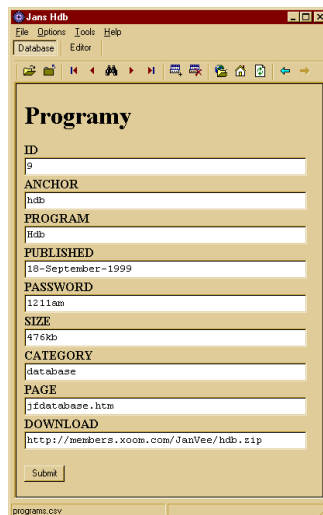 Jans Hdb
File Options Tools Help
Database Editor
Programy
ID
9
ANCHOR
hdb
PROGRAM
Hdb
PUBLISHED
18-September-1999
PASSWORD
1211am
SIZE
476kb
CATEGORY
database
PAGE
jfdatabase.htm
DOWNLOAD
http://members.xoom.com/JanVee/hdb.zip
Submit
programs.csv